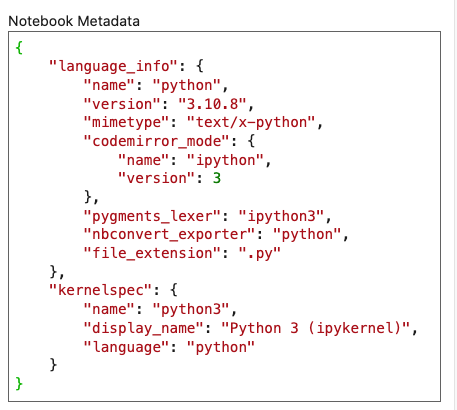 Notebook Metadata
{
    "language_info": {
        "name": "python",
        "version": "3.10.8",
        "mimetype": "text/x-python",
        "codemirror_mode": {
            "name": "ipython",
            "version": 3
        },
        "pygments_lexer": "ipython3",
        "nbconvert_exporter": "python",
        "file_extension": ".py"
    },
    "kernelspec": {
        "name": "python3",
        "display_name": "Python 3 (ipykernel)",
        "language": "python"
    }
}